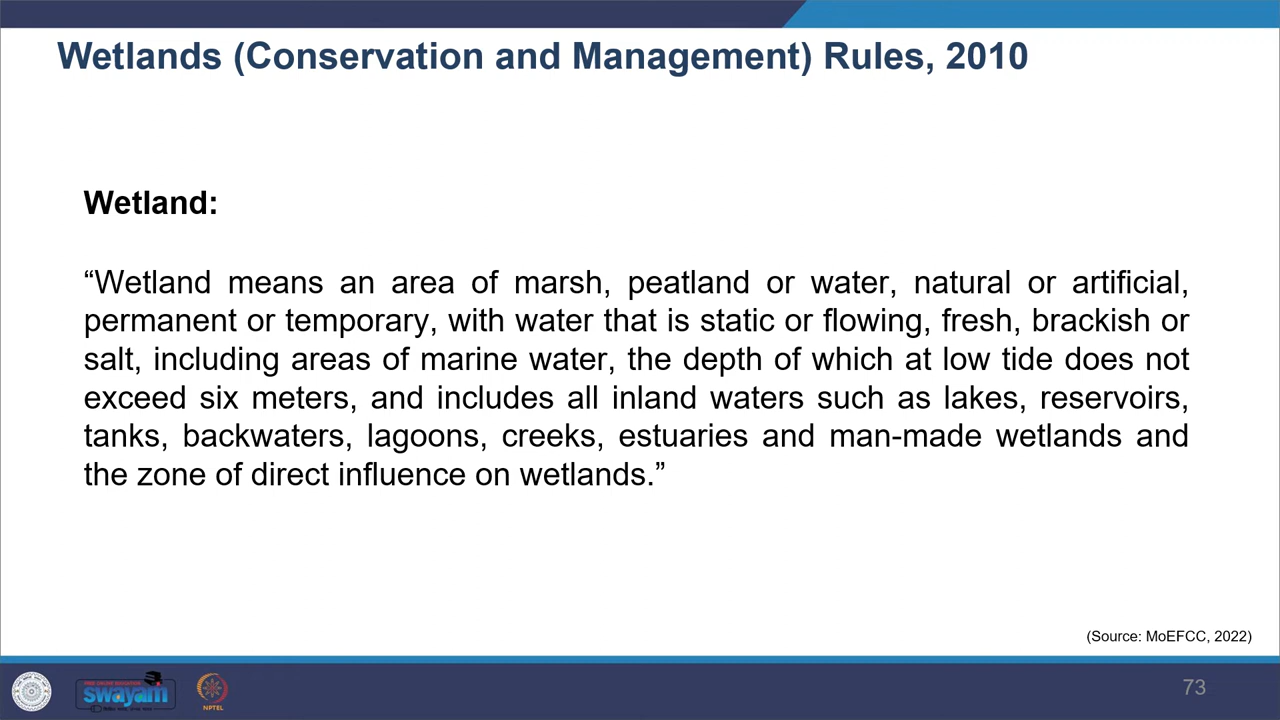 Wetlands (Conservation and Management) Rules, 2010
Wetland:
“Wetland means an area of marsh, peatland or water, natural or artificial,
permanent or temporary, with water that is static or flowing, fresh, brackish or
salt, including areas of marine water, the depth of which at low tide does not
exceed six meters, and includes all inland waters such as lakes, reservoirs,
tanks, backwaters, lagoons, creeks, estuaries and man-made wetlands and
the zone of direct influence on wetlands.”
(Source: MoEFCC, 2022)
swayam
NPTEL
73